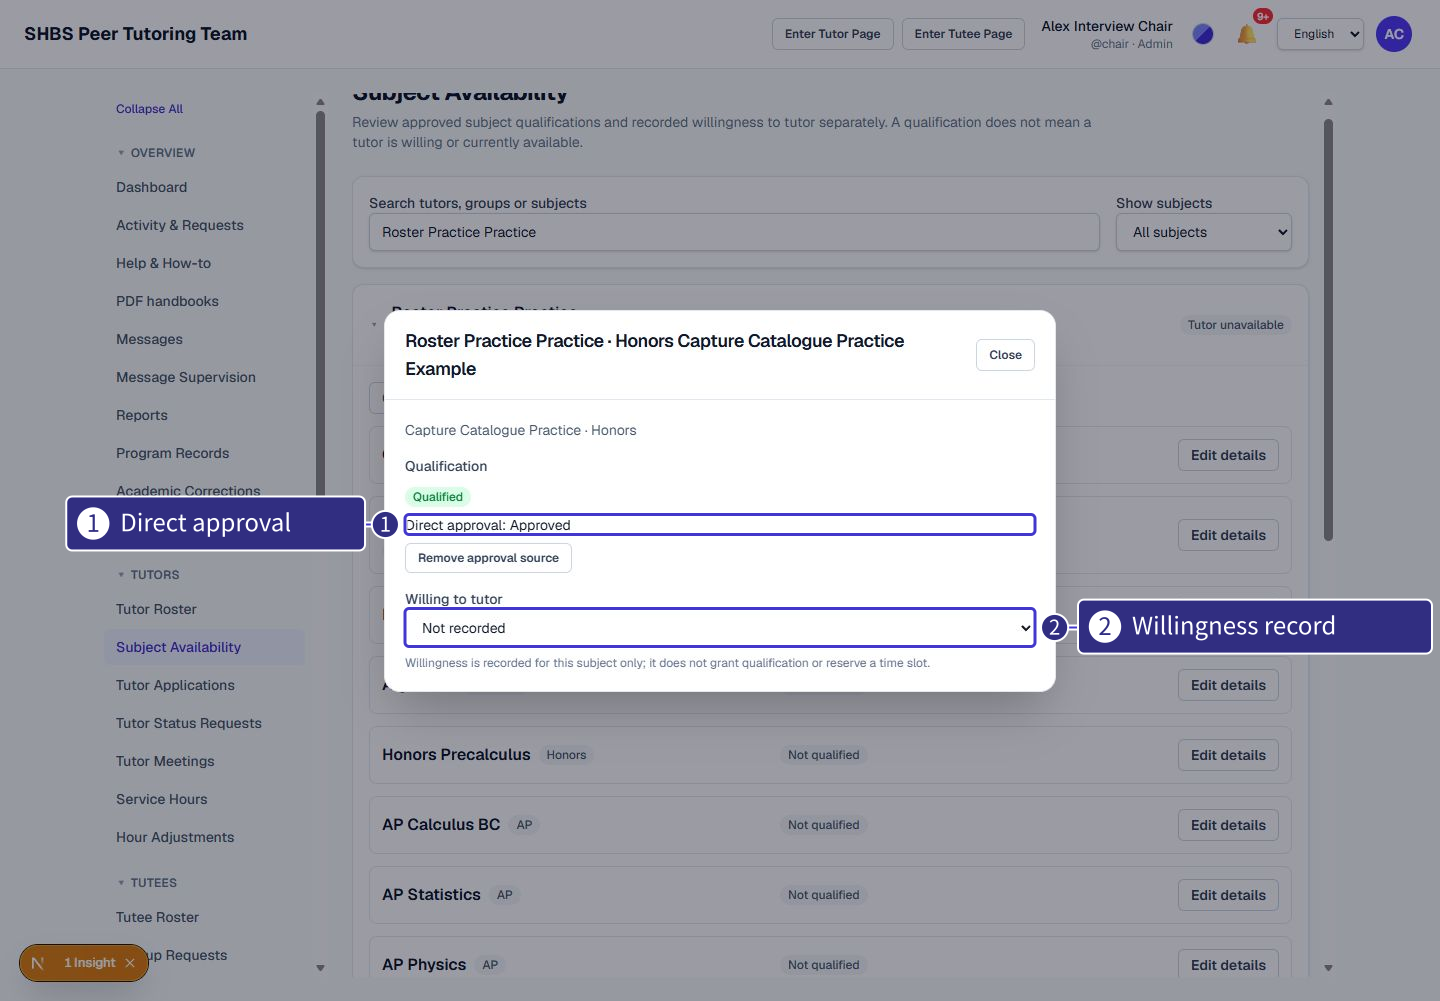 SHBS Peer Tutoring Team
Enter Tutor Page
Enter Tutee Page
Alex Interview Chair
@chair · Admin
9+
English
AC
Collapse All
OVERVIEW
Dashboard
Activity & Requests
Help & How-to
PDF handbooks
Messages
Message Supervision
Reports
Program Records
Academic Corrections
TUTORS
Tutor Roster
Subject Availability
Tutor Applications
Tutor Status Requests
Tutor Meetings
Service Hours
Hour Adjustments
TUTEES
Tutee Roster
up Requests
1 Insight
Subject Availability
Review approved subject qualifications and recorded willingness to tutor separately. A qualification does not mean a
tutor is willing or currently available.
Search tutors, groups or subjects
Roster Practice Practice
Show subjects
All subjects
Roster Practice Practice
Tutor unavailable
Roster Practice Practice · Honors Capture Catalogue Practice
Example
Close
Capture Catalogue Practice · Honors
Qualification
Qualified
1 Direct approval
1
Direct approval: Approved
Remove approval source
Willing to tutor
Not recorded
2
2 Willingness record
Willingness is recorded for this subject only; it does not grant qualification or reserve a time slot.
Edit details
Edit details
Edit details
Honors Precalculus
Honors
Not qualified
Edit details
AP Calculus BC
AP
Not qualified
Edit details
AP Statistics
AP
Not qualified
Edit details
AP Physics
AP
Not qualified
Edit details